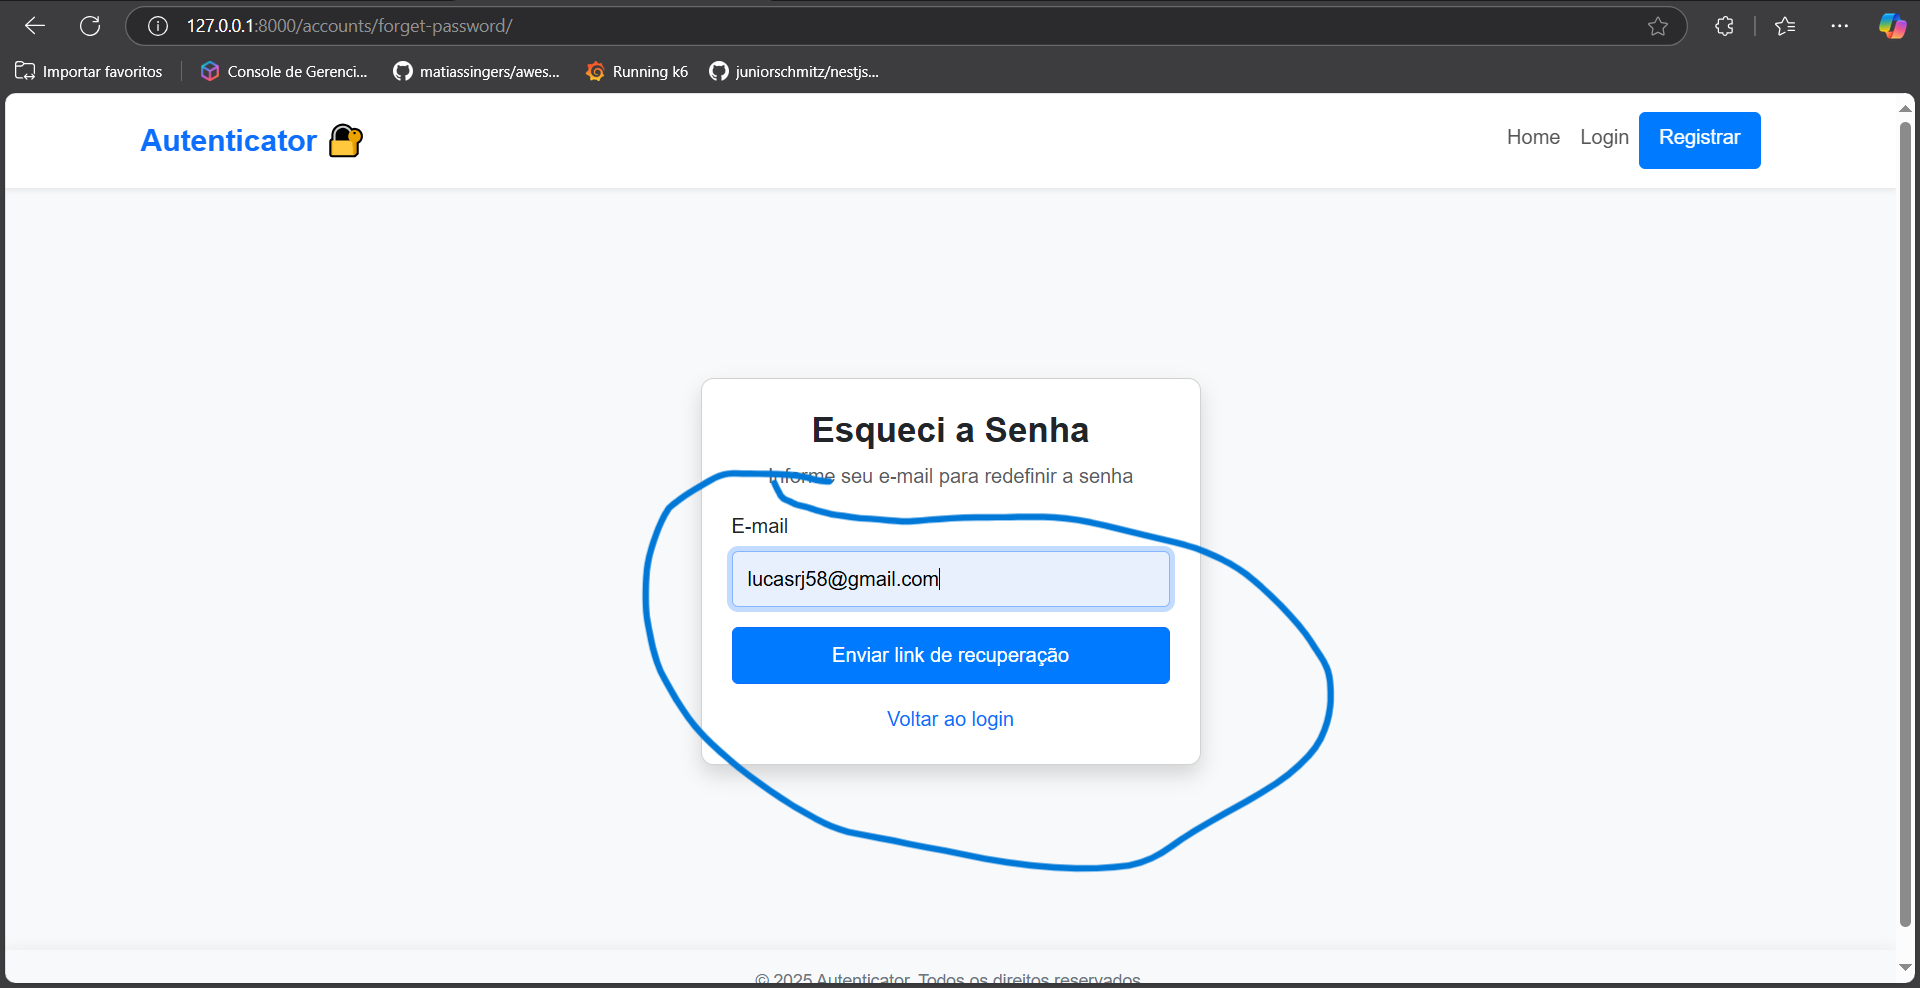 127.0.0.1:8000/accounts/forget-password/
Importar favoritos
Console de Gerenci...
matiassingers/awes...
Running k6
juniorschmitz/nestjs...
Autenticator
Home
Login
Registrar
Esqueci a Senha
Informe seu e-mail para redefinir a senha
E-mail
lucasrj58@gmail.com
Enviar link de recuperação
Voltar ao login
© 2025 Autenticator. Todos os direitos reservados.